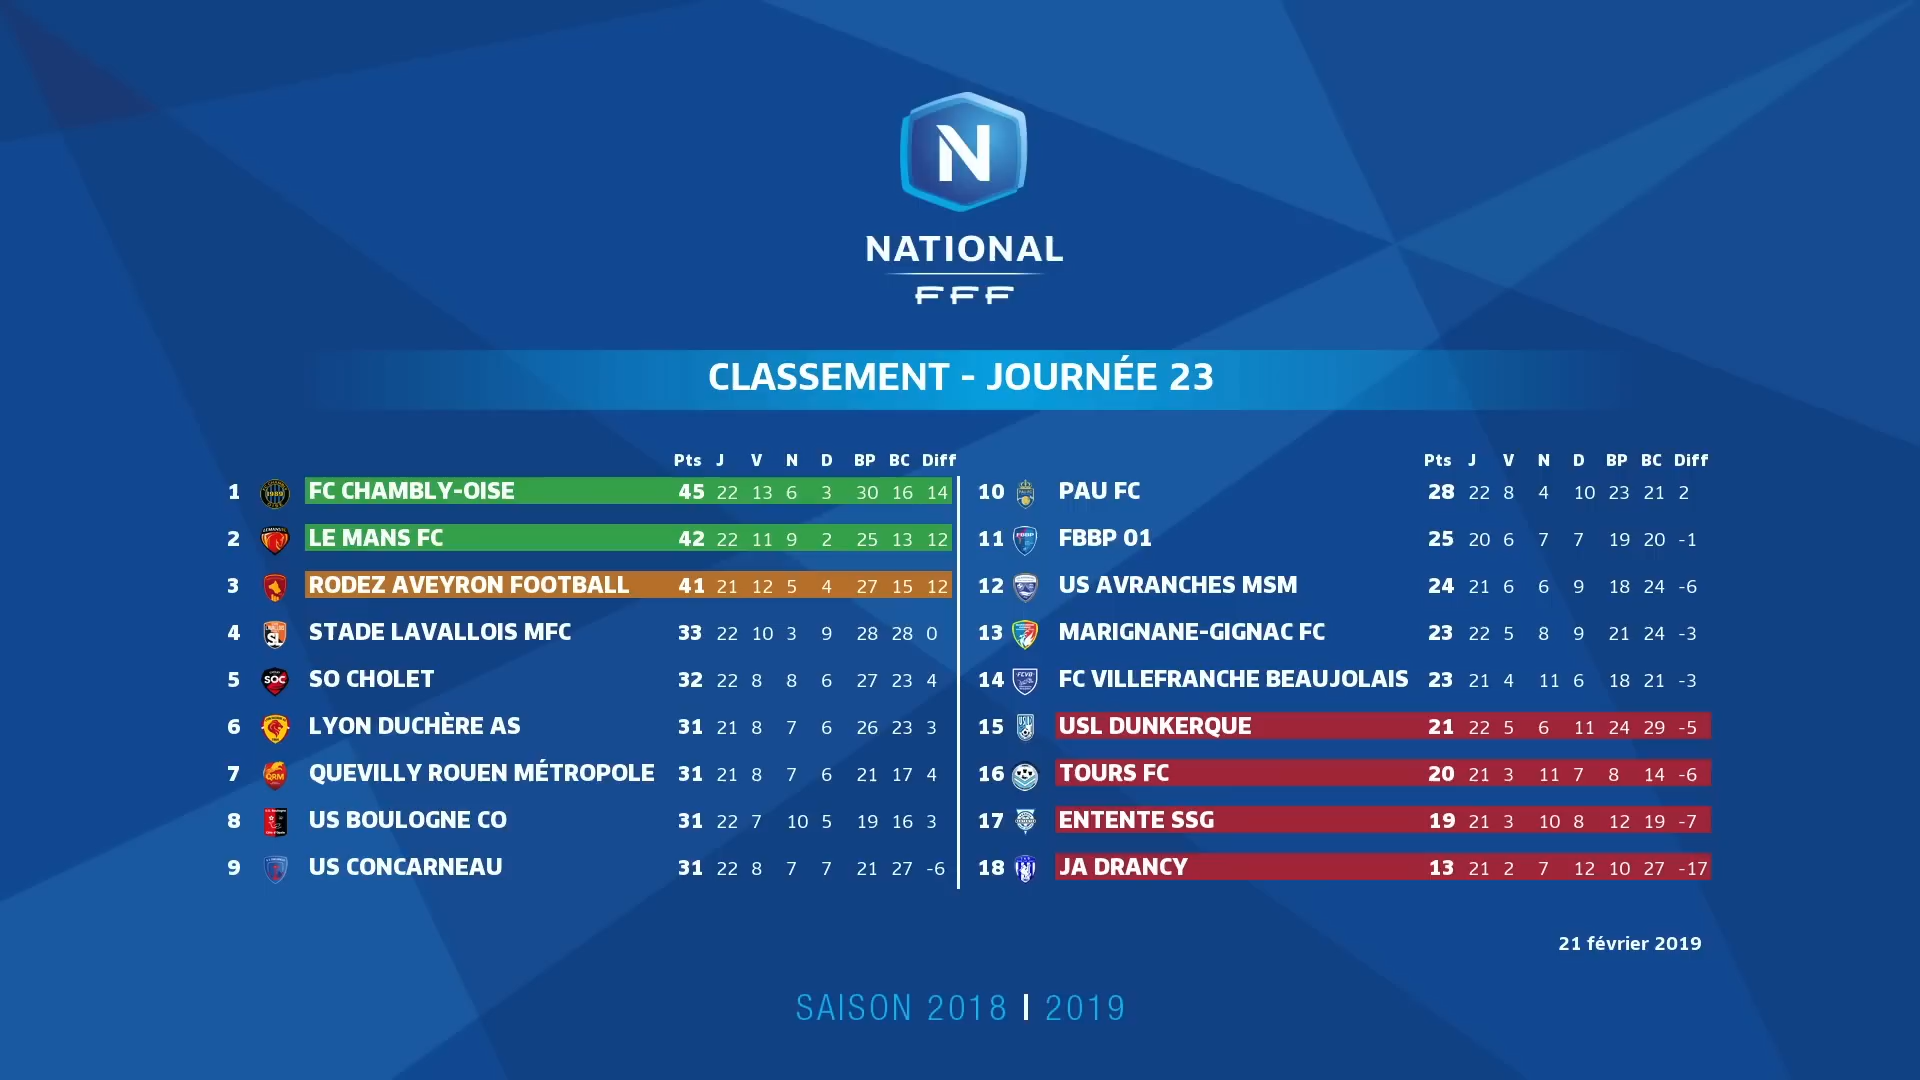 N
NATIONAL
FFF
CLASSEMENT - JOURNÉE 23
Pts J V N D BP BC Diff
1 FC CHAMBLY-OISE 45 22 13 6 3 30 16 14
2 LE MANS FC 42 22 11 9 2 25 13 12
3 RODEZ AVEYRON FOOTBALL 41 21 12 5 4 27 15 12
4 STADE LAVALLOIS MFC 33 22 10 3 9 28 28 0
5 SO CHOLET 32 22 8 8 6 27 23 4
6 LYON DUCHÈRE AS 31 21 8 7 6 26 23 3
7 QUEVILLY ROUEN MÉTROPOLE 31 21 8 7 6 21 17 4
8 US BOULOGNE CO 31 22 7 10 5 19 16 3
9 US CONCARNEAU 31 22 8 7 7 21 27 -6
Pts J V N D BP BC Diff
10 PAU FC 28 22 8 4 10 23 21 2
11 FBBP 01 25 20 6 7 7 19 20 -1
12 US AVRANCHES MSM 24 21 6 6 9 18 24 -6
13 MARIGNANE-GIGNAC FC 23 22 5 8 9 21 24 -3
14 FC VILLEFRANCHE BEAUJOLAIS 23 21 4 11 6 18 21 -3
15 USL DUNKERQUE 21 22 5 6 11 24 29 -5
16 TOURS FC 20 21 3 11 7 8 14 -6
17 ENTENTE SSG 19 21 3 10 8 12 19 -7
18 JA DRANCY 13 21 2 7 12 10 27 -17
21 février 2019
SAISON 2018 | 2019